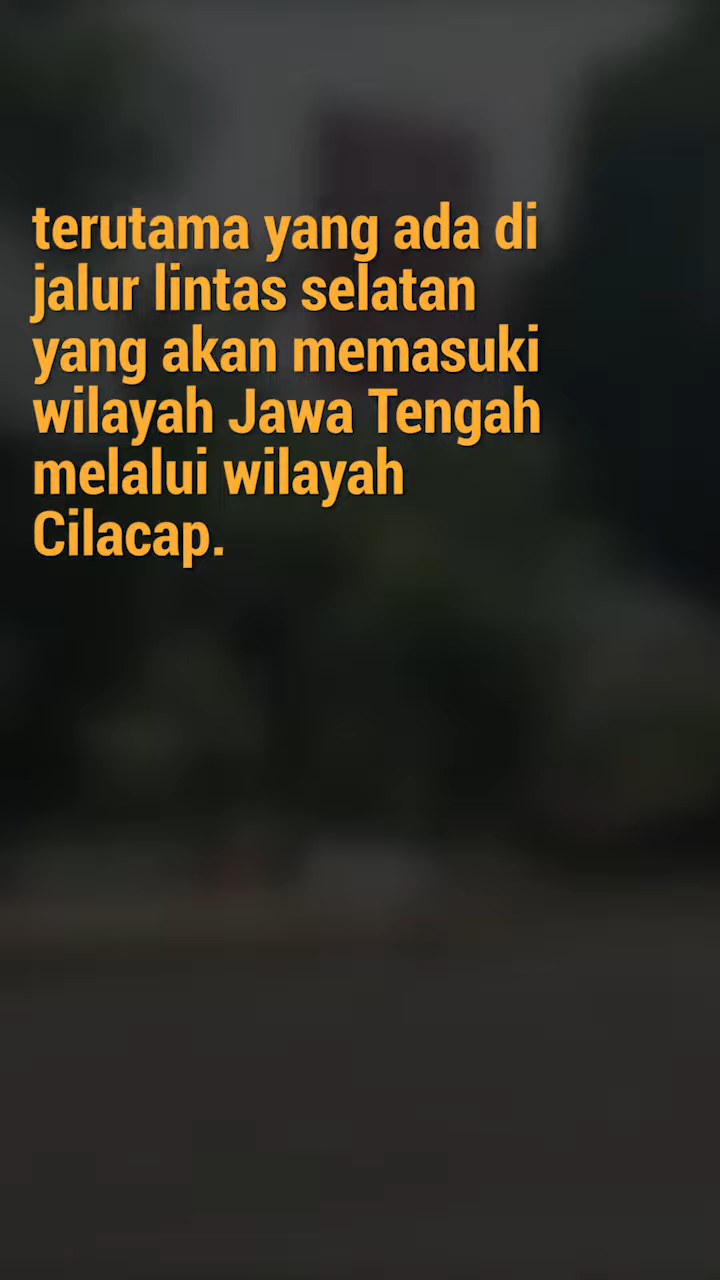 terutama yang ada di
jalur lintas selatan
yang akan memasuki
wilayah Jawa Tengah
melalui wilayah
Cilacap.